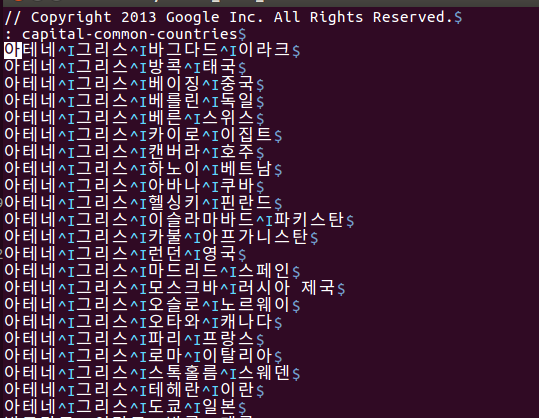 // Copyright 2013 Google Inc. All Rights Reserved.$
: capital-common-countries$
아테네^I그리스^I바그다드^I이라크$
아테네^I그리스^I방콕^I태국$
아테네^I그리스^I베이징^I중국$
아테네^I그리스^I베를린^I독일$
아테네^I그리스^I베른^I스위스$
아테네^I그리스^I카이로^I이집트$
아테네^I그리스^I캔버라^I호주$
아테네^I그리스^I하노이^I베트남$
아테네^I그리스^I아바나^I쿠바$
아테네^I그리스^I헬싱키^I핀란드$
아테네^I그리스^I이슬라마바드^I파키스탄$
아테네^I그리스^I카불^I아프가니스탄$
아테네^I그리스^I런던^I영국$
아테네^I그리스^I마드리드^I스페인$
아테네^I그리스^I모스크바^I러시아 제국$
아테네^I그리스^I오슬로^I노르웨이$
아테네^I그리스^I오타와^I캐나다$
아테네^I그리스^I파리^I프랑스$
아테네^I그리스^I로마^I이탈리아$
아테네^I그리스^I스톡홀름^I스웨덴$
아테네^I그리스^I테헤란^I이란$
아테네^I그리스^I도쿄^I일본$